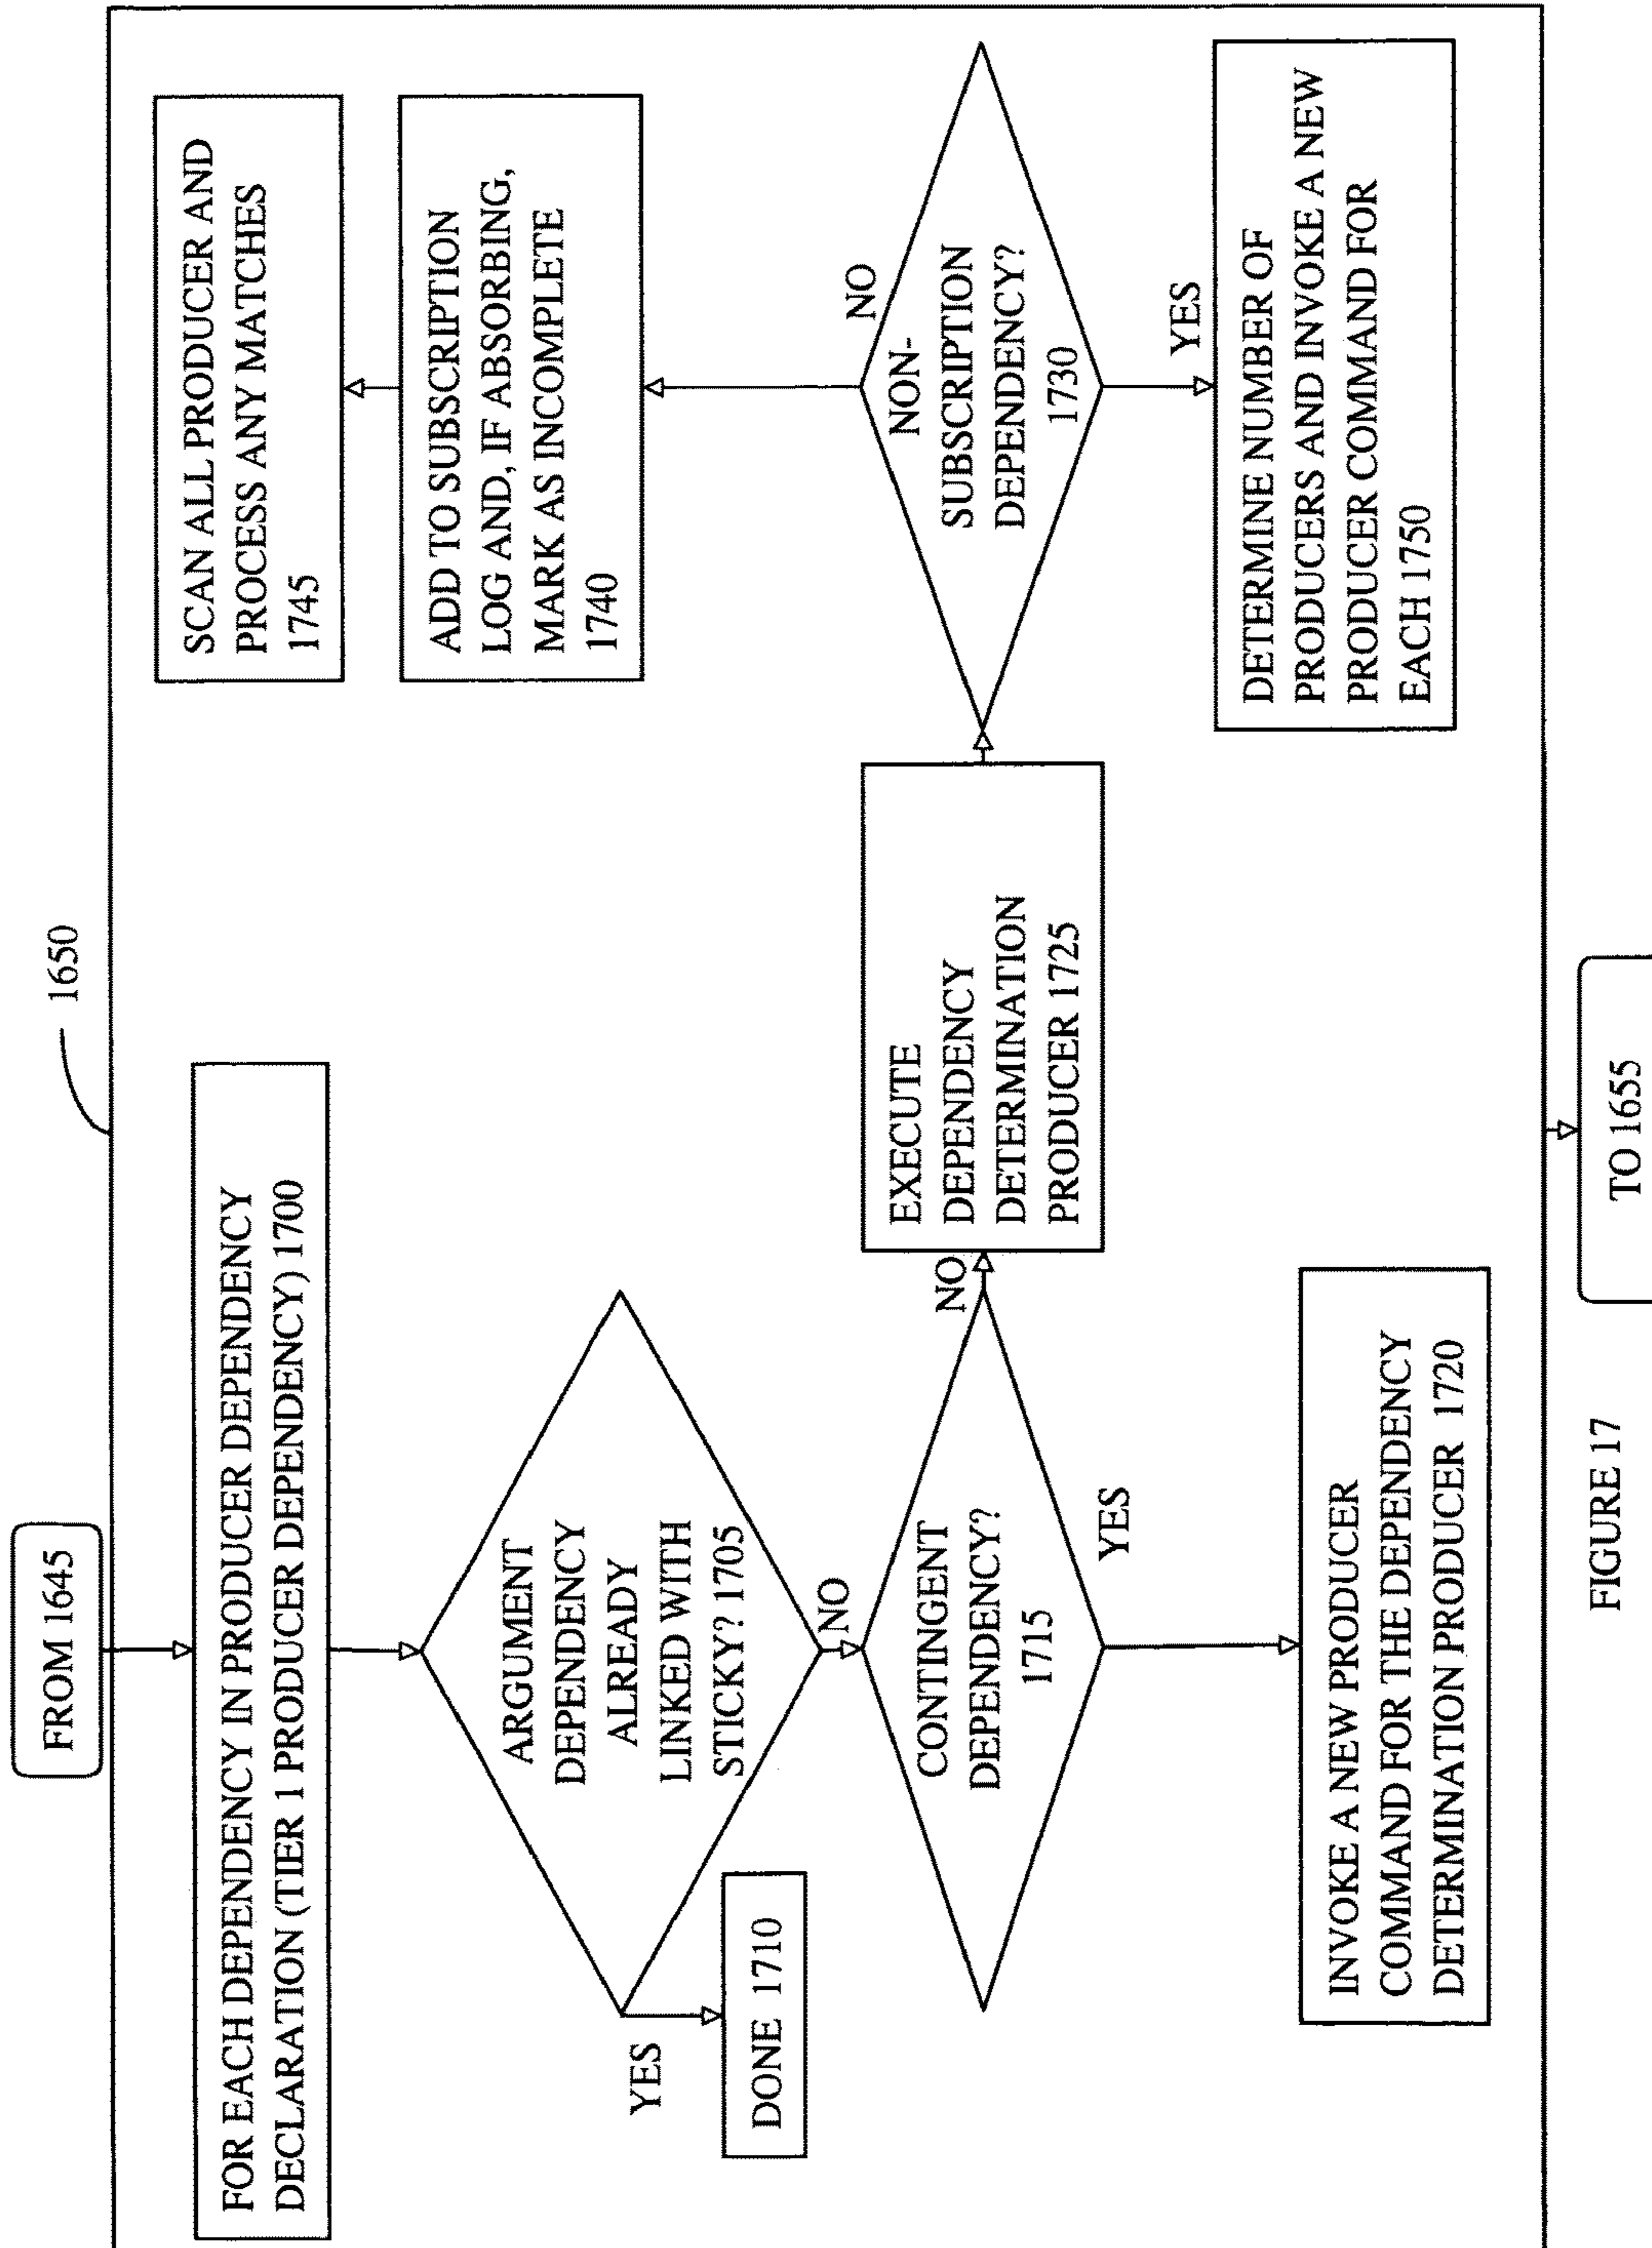 FROM 1645
1650
FOR EACH DEPENDENCY IN PRODUCER DEPENDENCY
DECLARATION (TIER 1 PRODUCER DEPENDENCY) 1700
ARGUMENT
DEPENDENCY
ALREADY
LINKED WITH
STICKY? 1705
YES
DONE 1710
NO
CONTINGENT
DEPENDENCY?
1715
YES
INVOKE A NEW PRODUCER
COMMAND FOR THE DEPENDENCY
DETERMINATION PRODUCER 1720
NO
EXECUTE
DEPENDENCY
DETERMINATION
PRODUCER 1725
NON-
SUBSCRIPTION
DEPENDENCY?
1730
NO
ADD TO SUBSCRIPTION
LOG AND, IF ABSORBING,
MARK AS INCOMPLETE
1740
SCAN ALL PRODUCER AND
PROCESS ANY MATCHES
1745
YES
DETERMINE NUMBER OF
PRODUCERS AND INVOKE A NEW
PRODUCER COMMAND FOR
EACH 1750
TO 1655
FIGURE 17